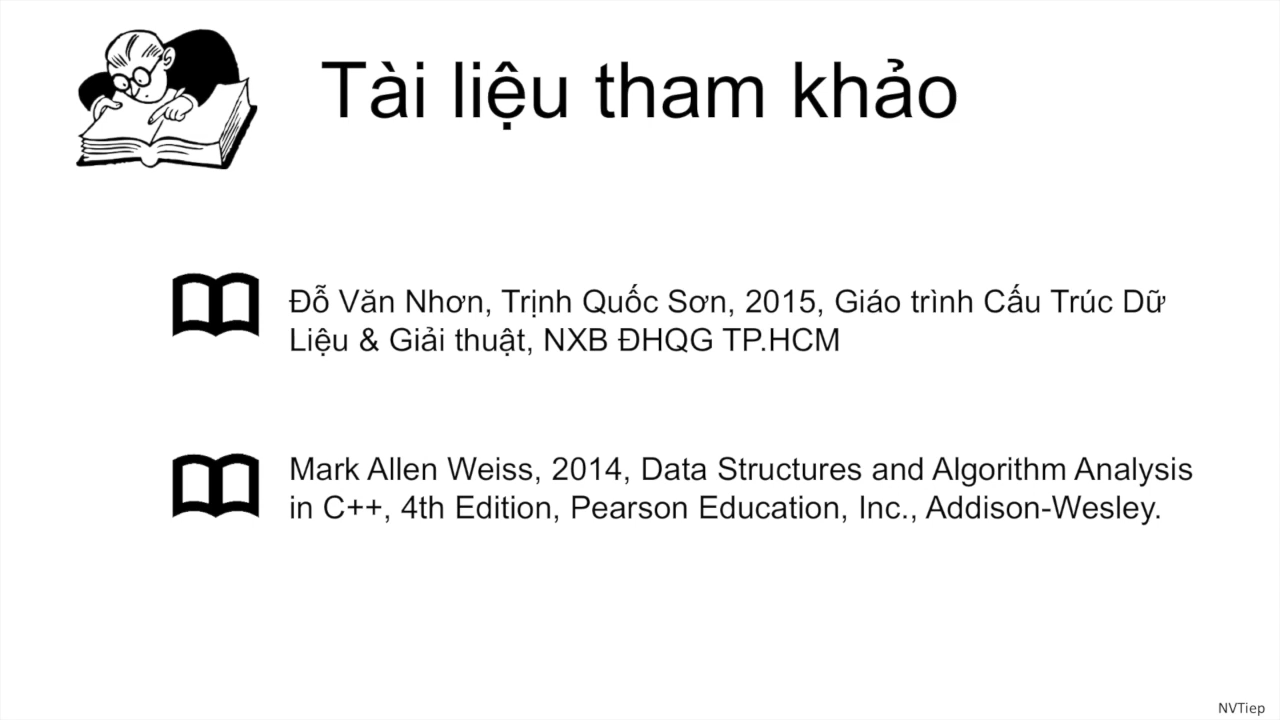 Tài liệu tham khảo
Đỗ Văn Nhơn, Trịnh Quốc Sơn, 2015, Giáo trình Cấu Trúc Dữ
Liệu & Giải thuật, NXB ĐHQG TP.HCM
Mark Allen Weiss, 2014, Data Structures and Algorithm Analysis
in C++, 4th Edition, Pearson Education, Inc., Addison-Wesley.
NVTiep